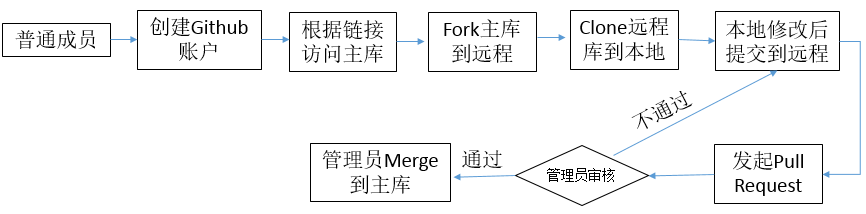 普通成员
创建Github
账户
根据链接
访问主库
Fork主库
到远程
Clone远程
库到本地
本地修改后
提交到远程
不通过
管理员Merge
到主库
通过
管理员审核
发起Pull
Request